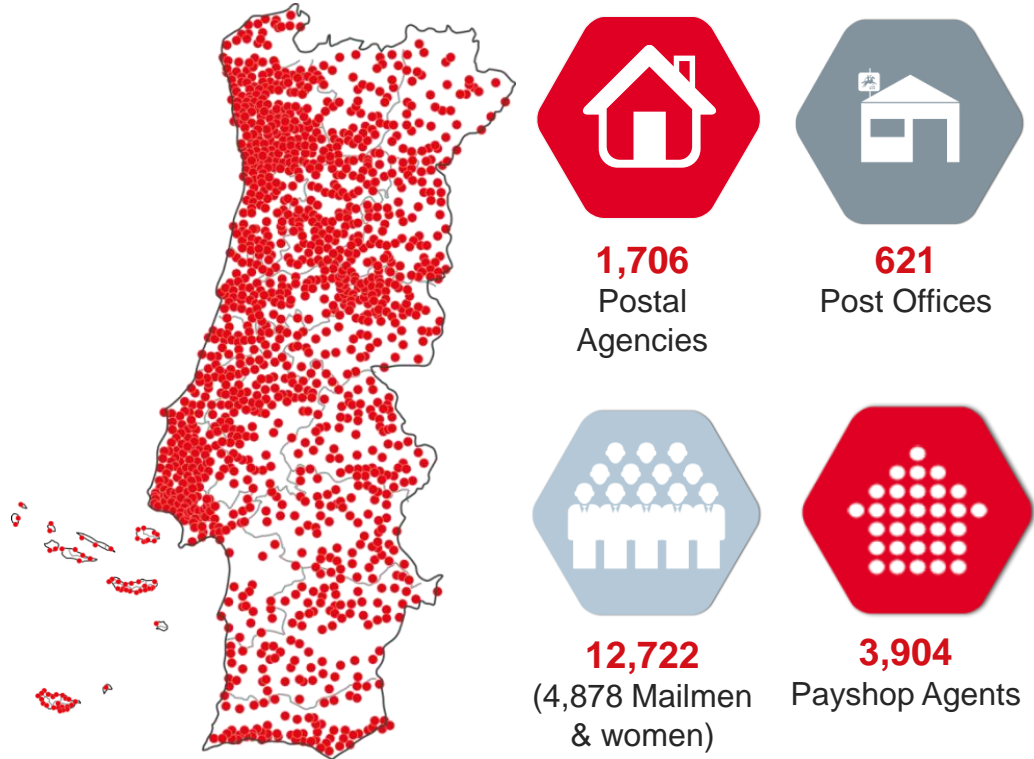 1,706
Postal
Agencies
621
Post Offices
12,722
(4,878 Mailmen
& women)
3,904
Payshop Agents